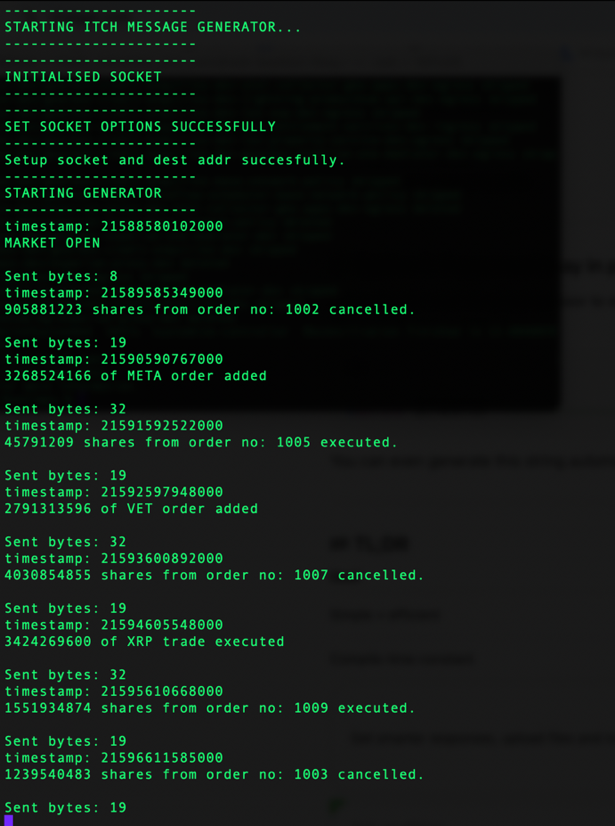 ----------------------
STARTING ITCH MESSAGE GENERATOR...
----------------------
----------------------
INITIALISED SOCKET
----------------------
----------------------
SET SOCKET OPTIONS SUCCESSFULLY
----------------------
Setup socket and dest addr succesfully.
----------------------
STARTING GENERATOR
----------------------
timestamp: 21588580102000
MARKET OPEN
Sent bytes: 8
timestamp: 21589585349000
905881223 shares from order no: 1002 cancelled.
Sent bytes: 19
timestamp: 21590590767000
3268524166 of META order added
Sent bytes: 32
timestamp: 21591592522000
45791209 shares from order no: 1005 executed.
Sent bytes: 19
timestamp: 21592597948000
2791313596 of VET order added
Sent bytes: 32
timestamp: 21593600892000
4030854855 shares from order no: 1007 cancelled.
Sent bytes: 19
timestamp: 21594605548000
3424269600 of XRP trade executed
Sent bytes: 32
timestamp: 21595610668000
1551934874 shares from order no: 1009 executed.
Sent bytes: 19
timestamp: 21596611585000
1239540483 shares from order no: 1003 cancelled.
Sent bytes: 19